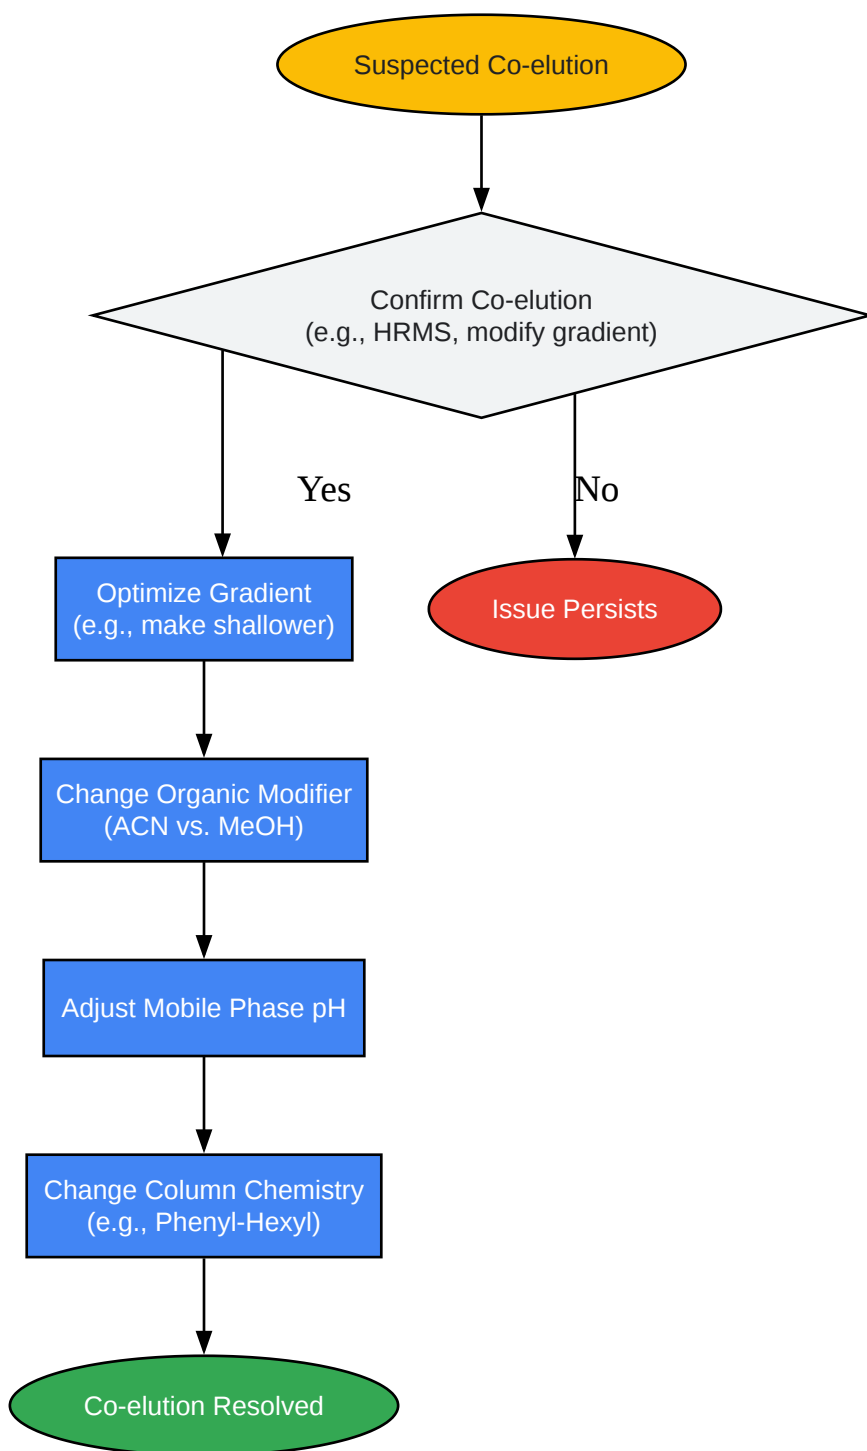 Suspected Co-elution
Confirm Co-elution
(e.g., HRMS, modify gradient)
Yes
No
Optimize Gradient
(e.g., make shallower)
Issue Persists
Change Organic Modifier
(ACN vs. MeOH)
Adjust Mobile Phase pH
Change Column Chemistry
(e.g., Phenyl-Hexyl)
Co-elution Resolved